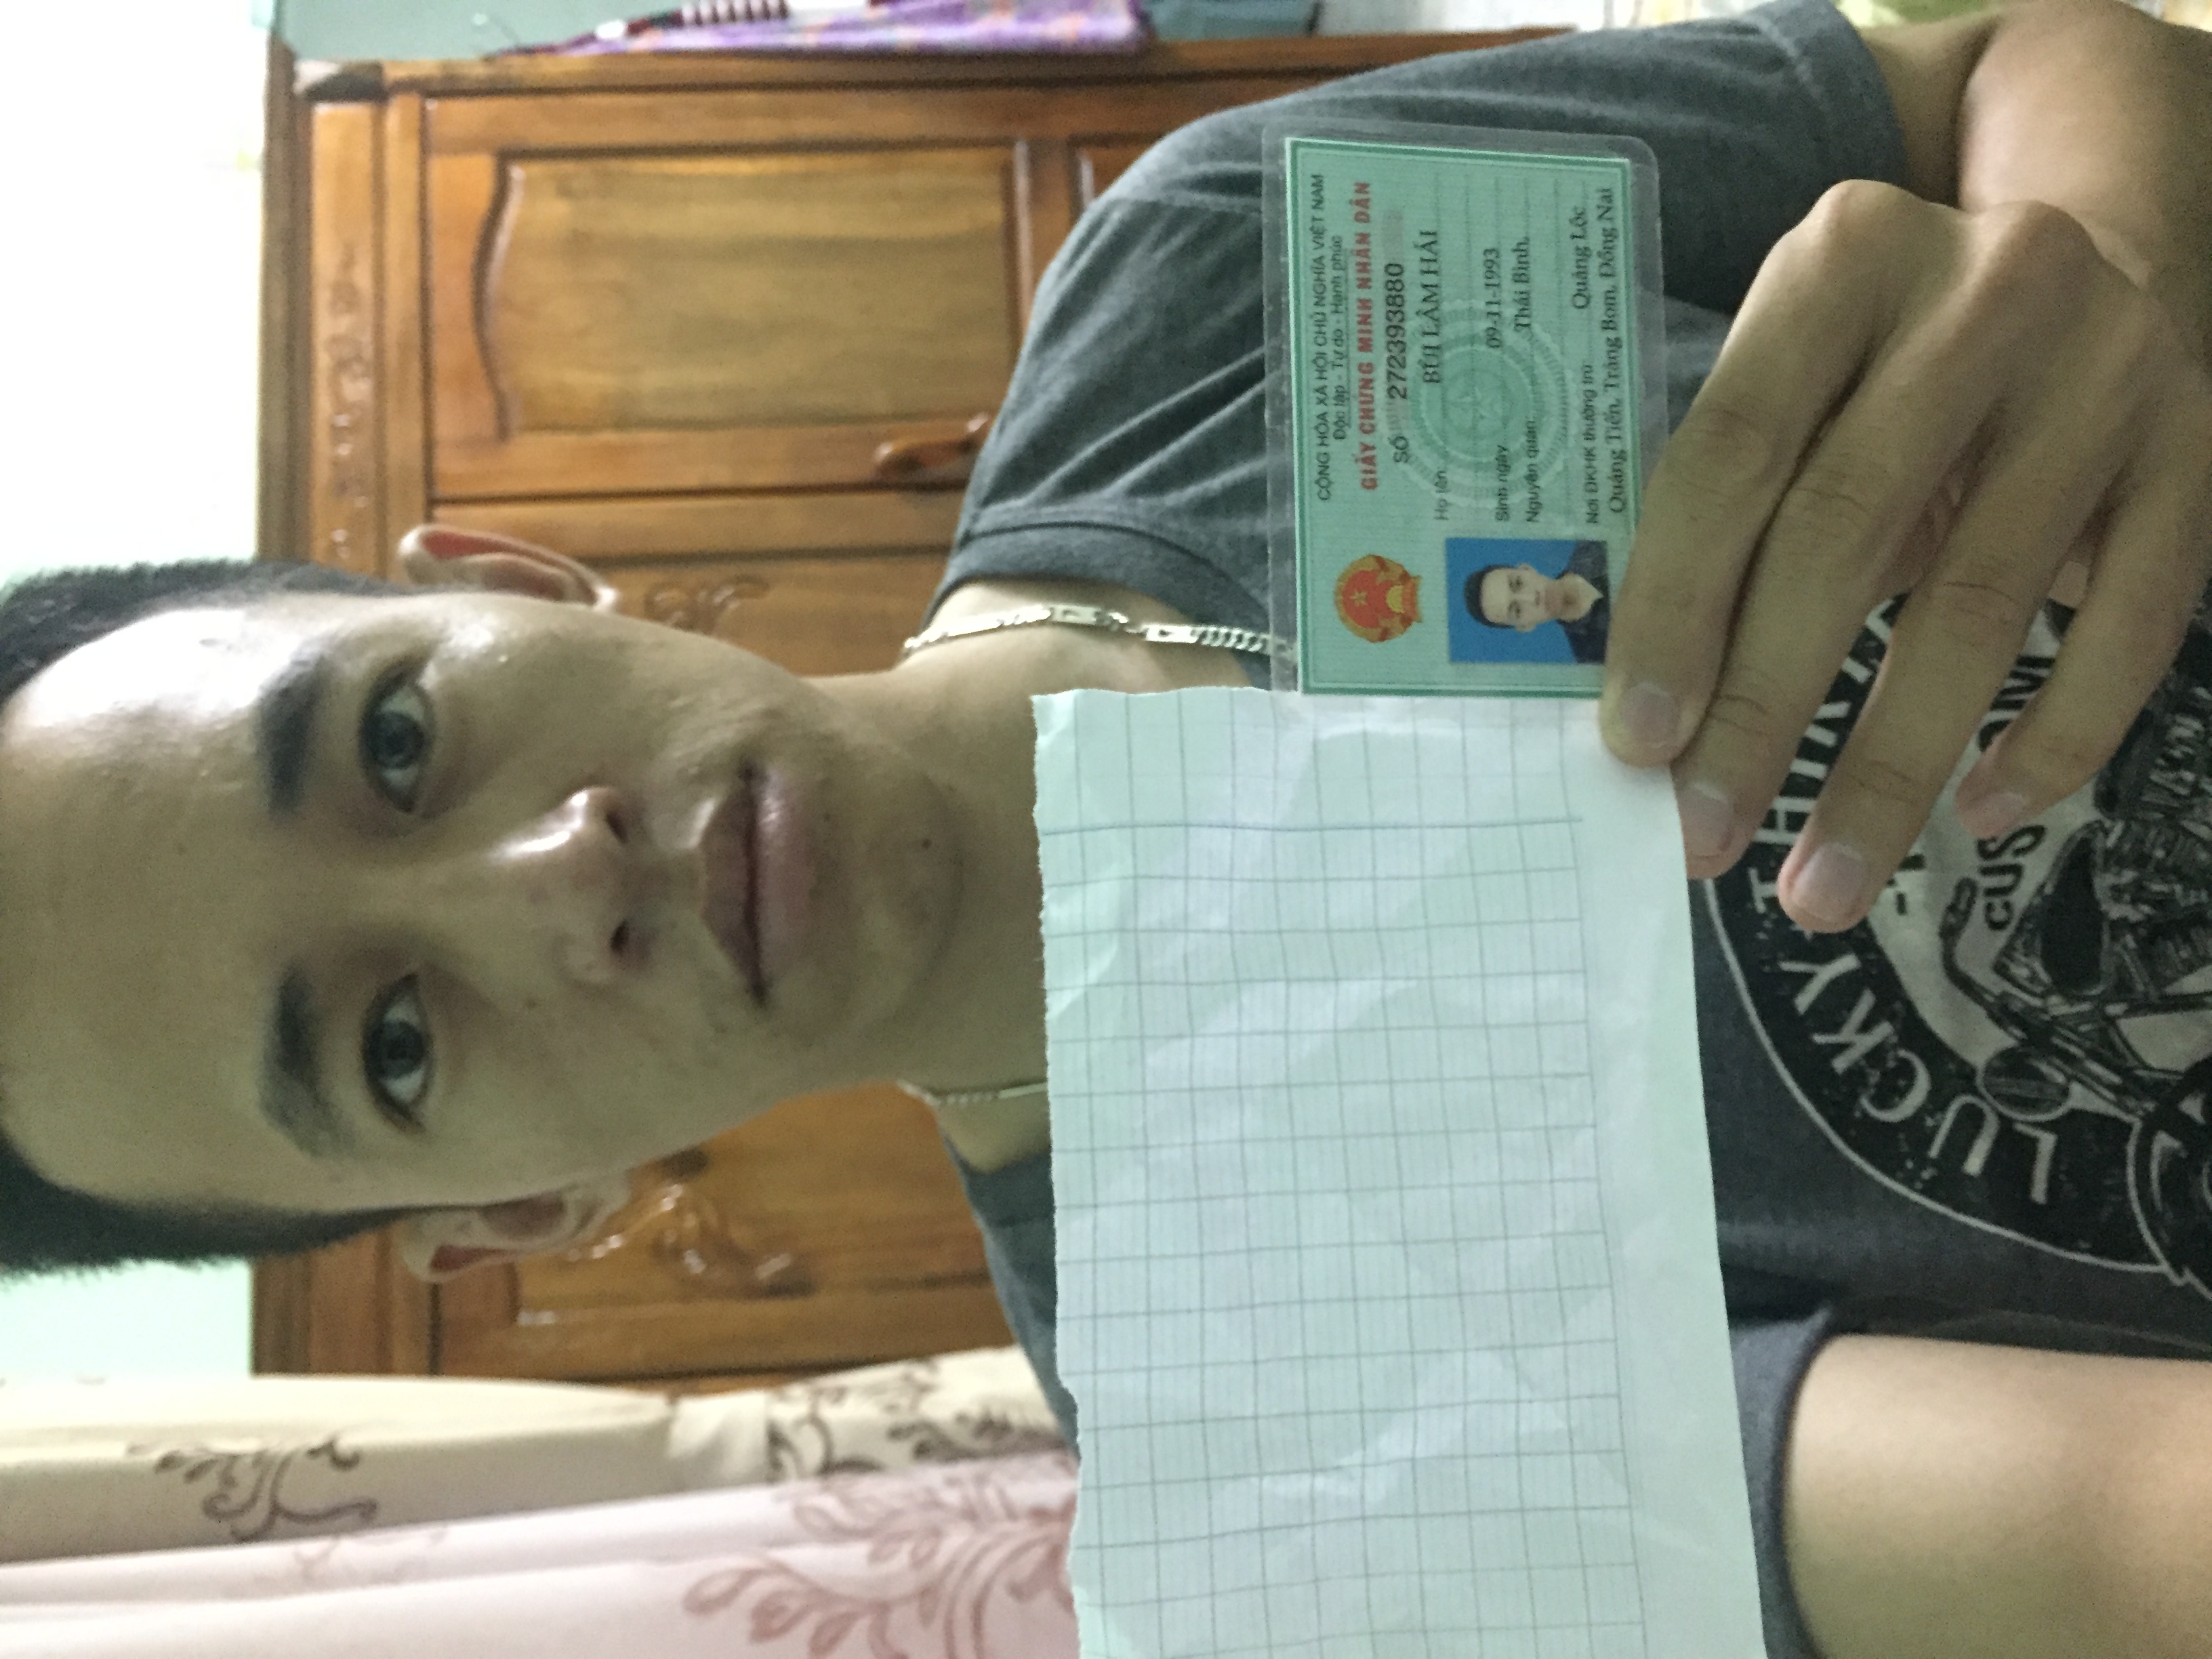 CỘNG HÒA XÃ HỘI CHỦ NGHĨA VIỆT NAM
Độc lập - Tự do - Hạnh phúc
GIẤY CHỨNG MINH NHÂN DÂN
SỐ 272393880
Họ tên: BÙI LÂM HẢI
Sinh ngày 09-11-1993
Nguyên quán: Thái Bình.
Nơi ĐKHK thường trú: Quảng Lộc
Quảng Tiến, Trảng Bom, Đồng Nai
LUCKY
CUSTOM